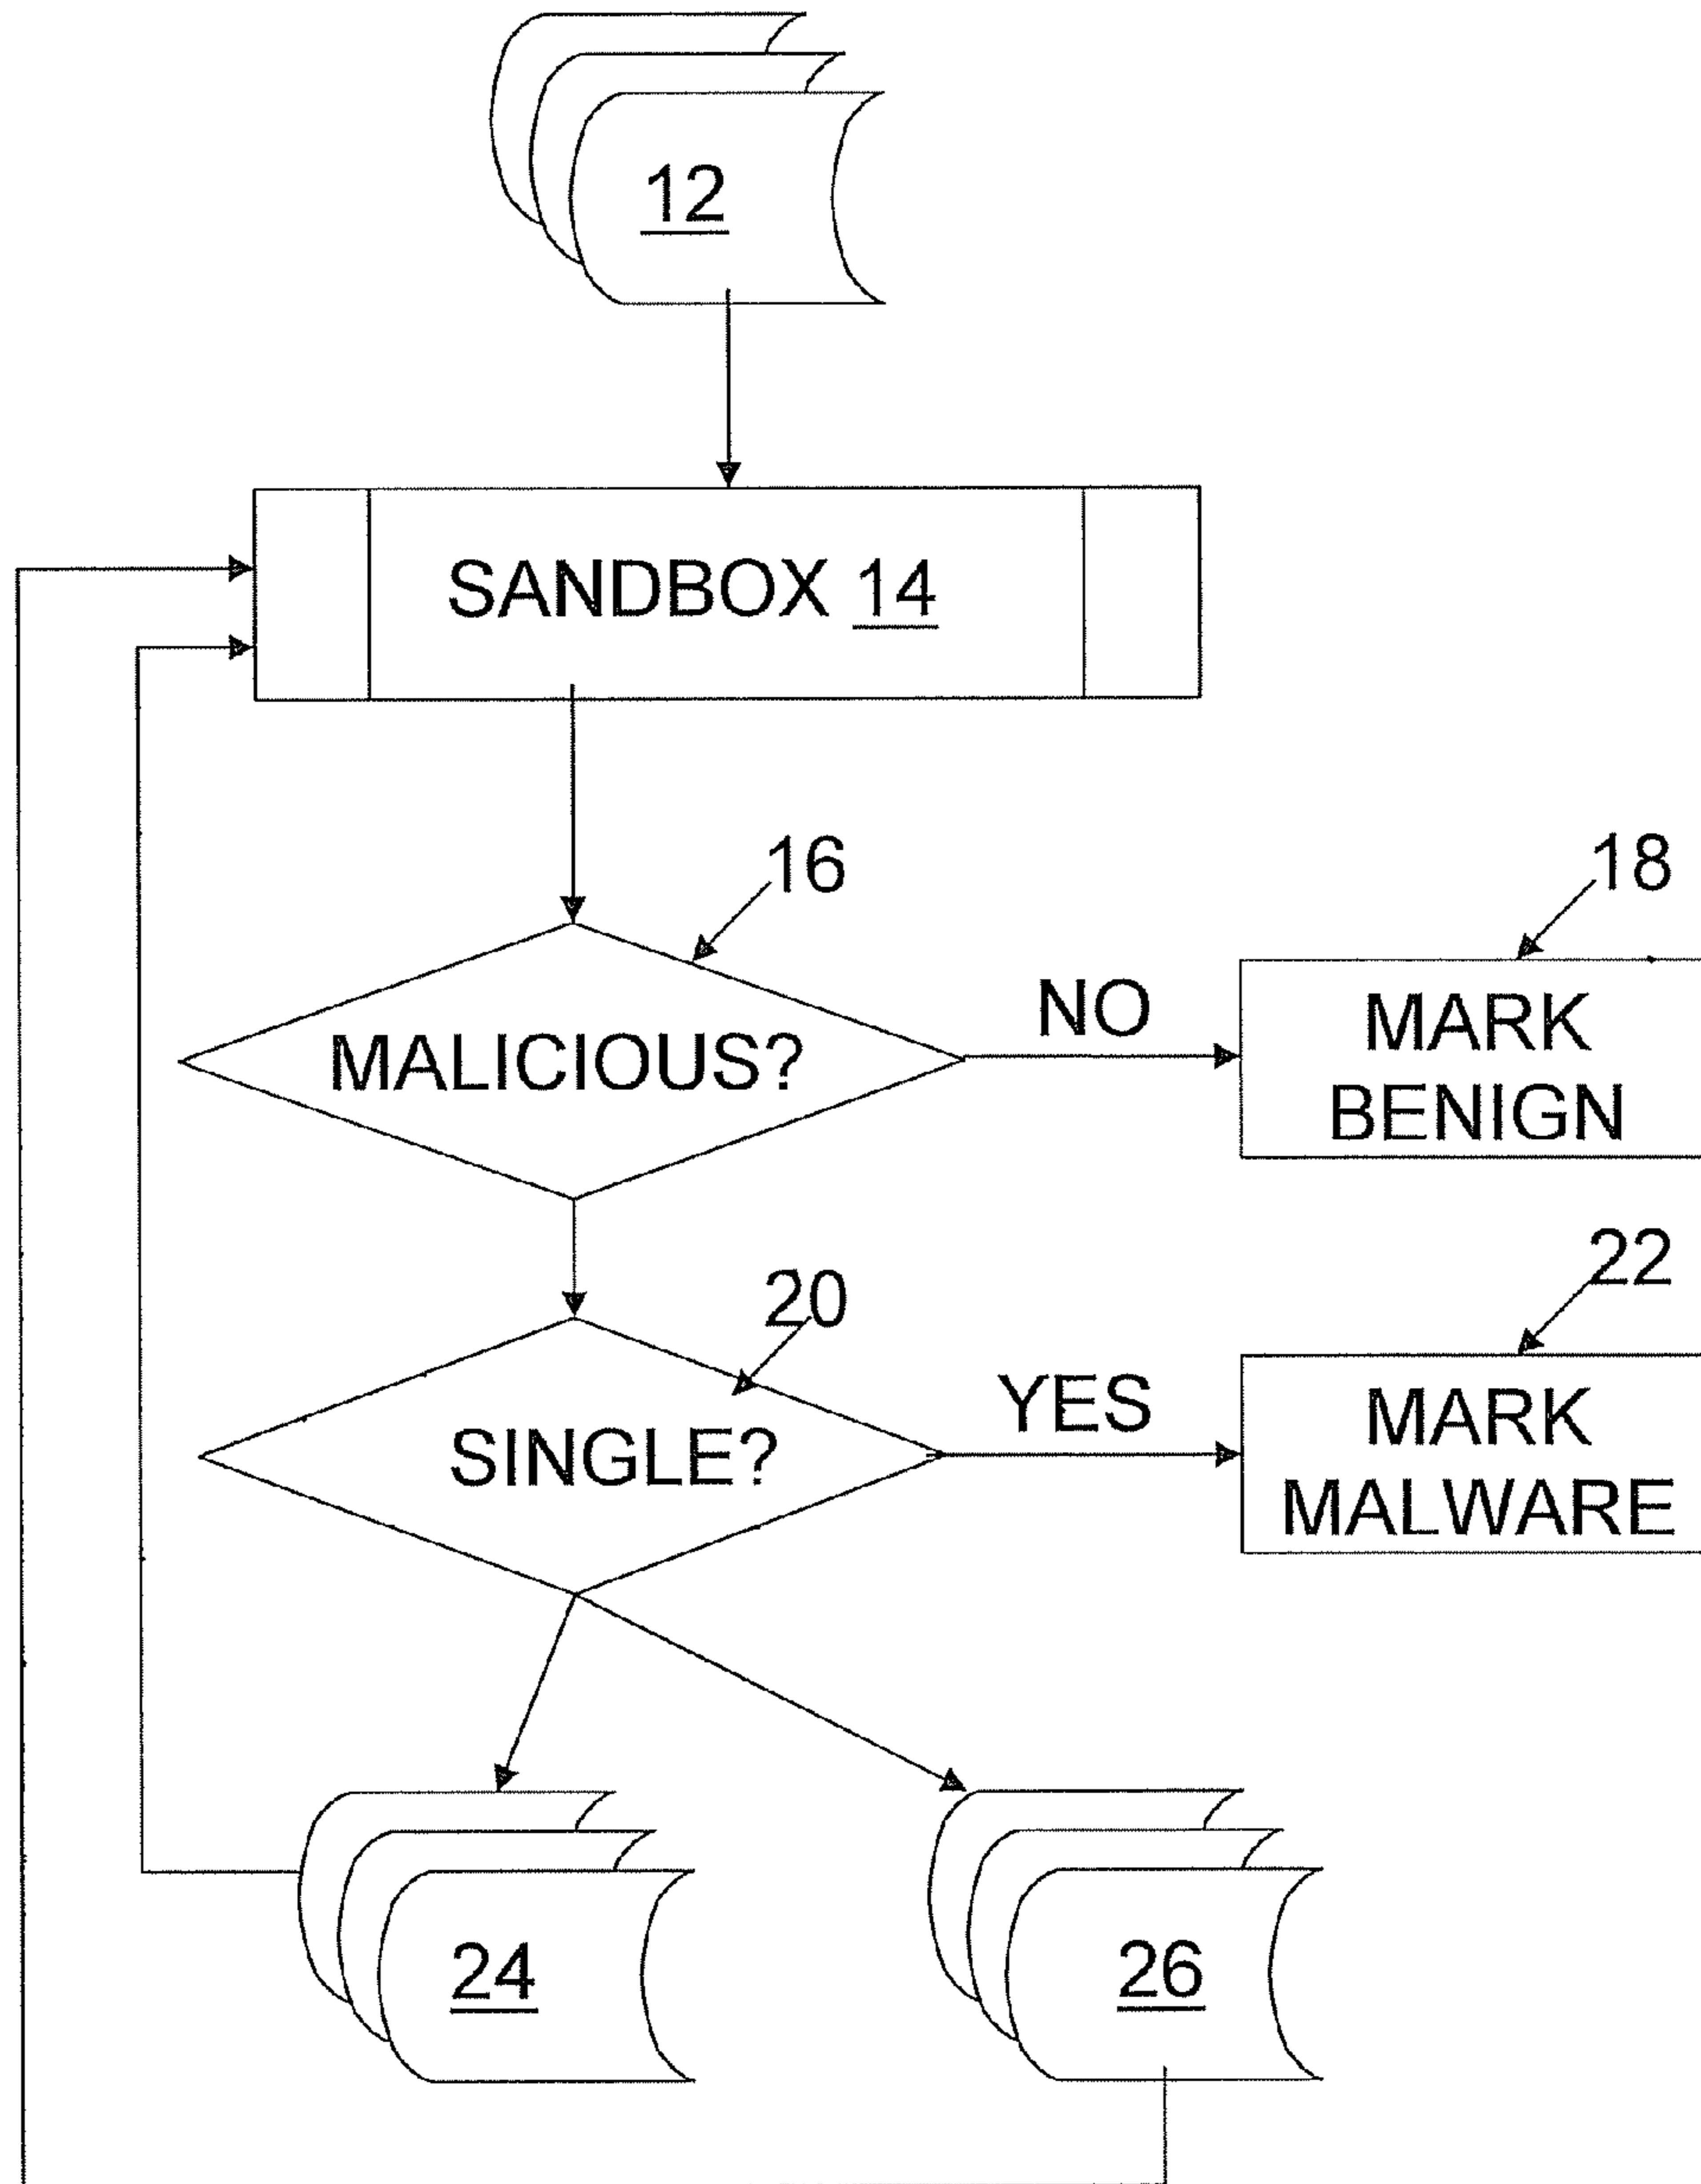 12
SANDBOX 14
16
18
MALICIOUS?
NO
MARK
BENIGN
20
22
SINGLE?
YES
MARK
MALWARE
24
26